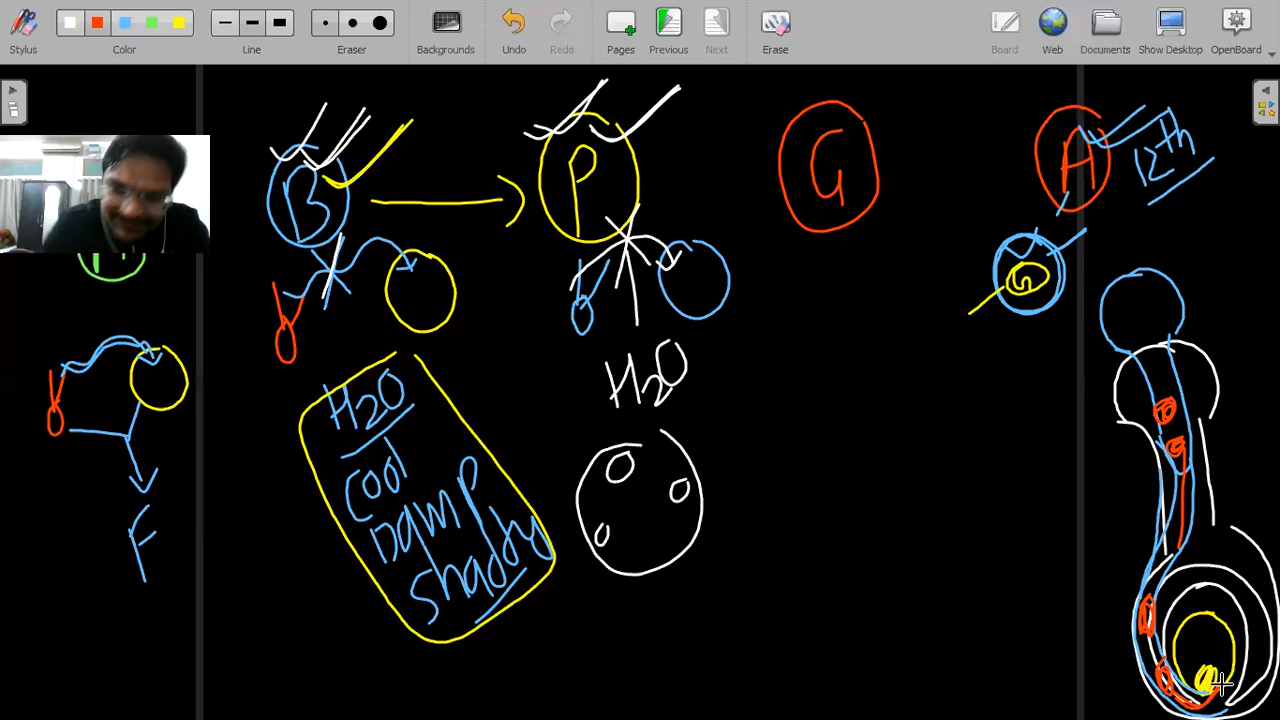 Stylus
Color
Line
Eraser
Backgrounds
Undo
Redo
Pages
Previous
Next
Erase
Board
Web
Documents
Show Desktop
OpenBoard
B
P
G
A
12th
G
H2O
cool
Damp
shaddy
H2O
F